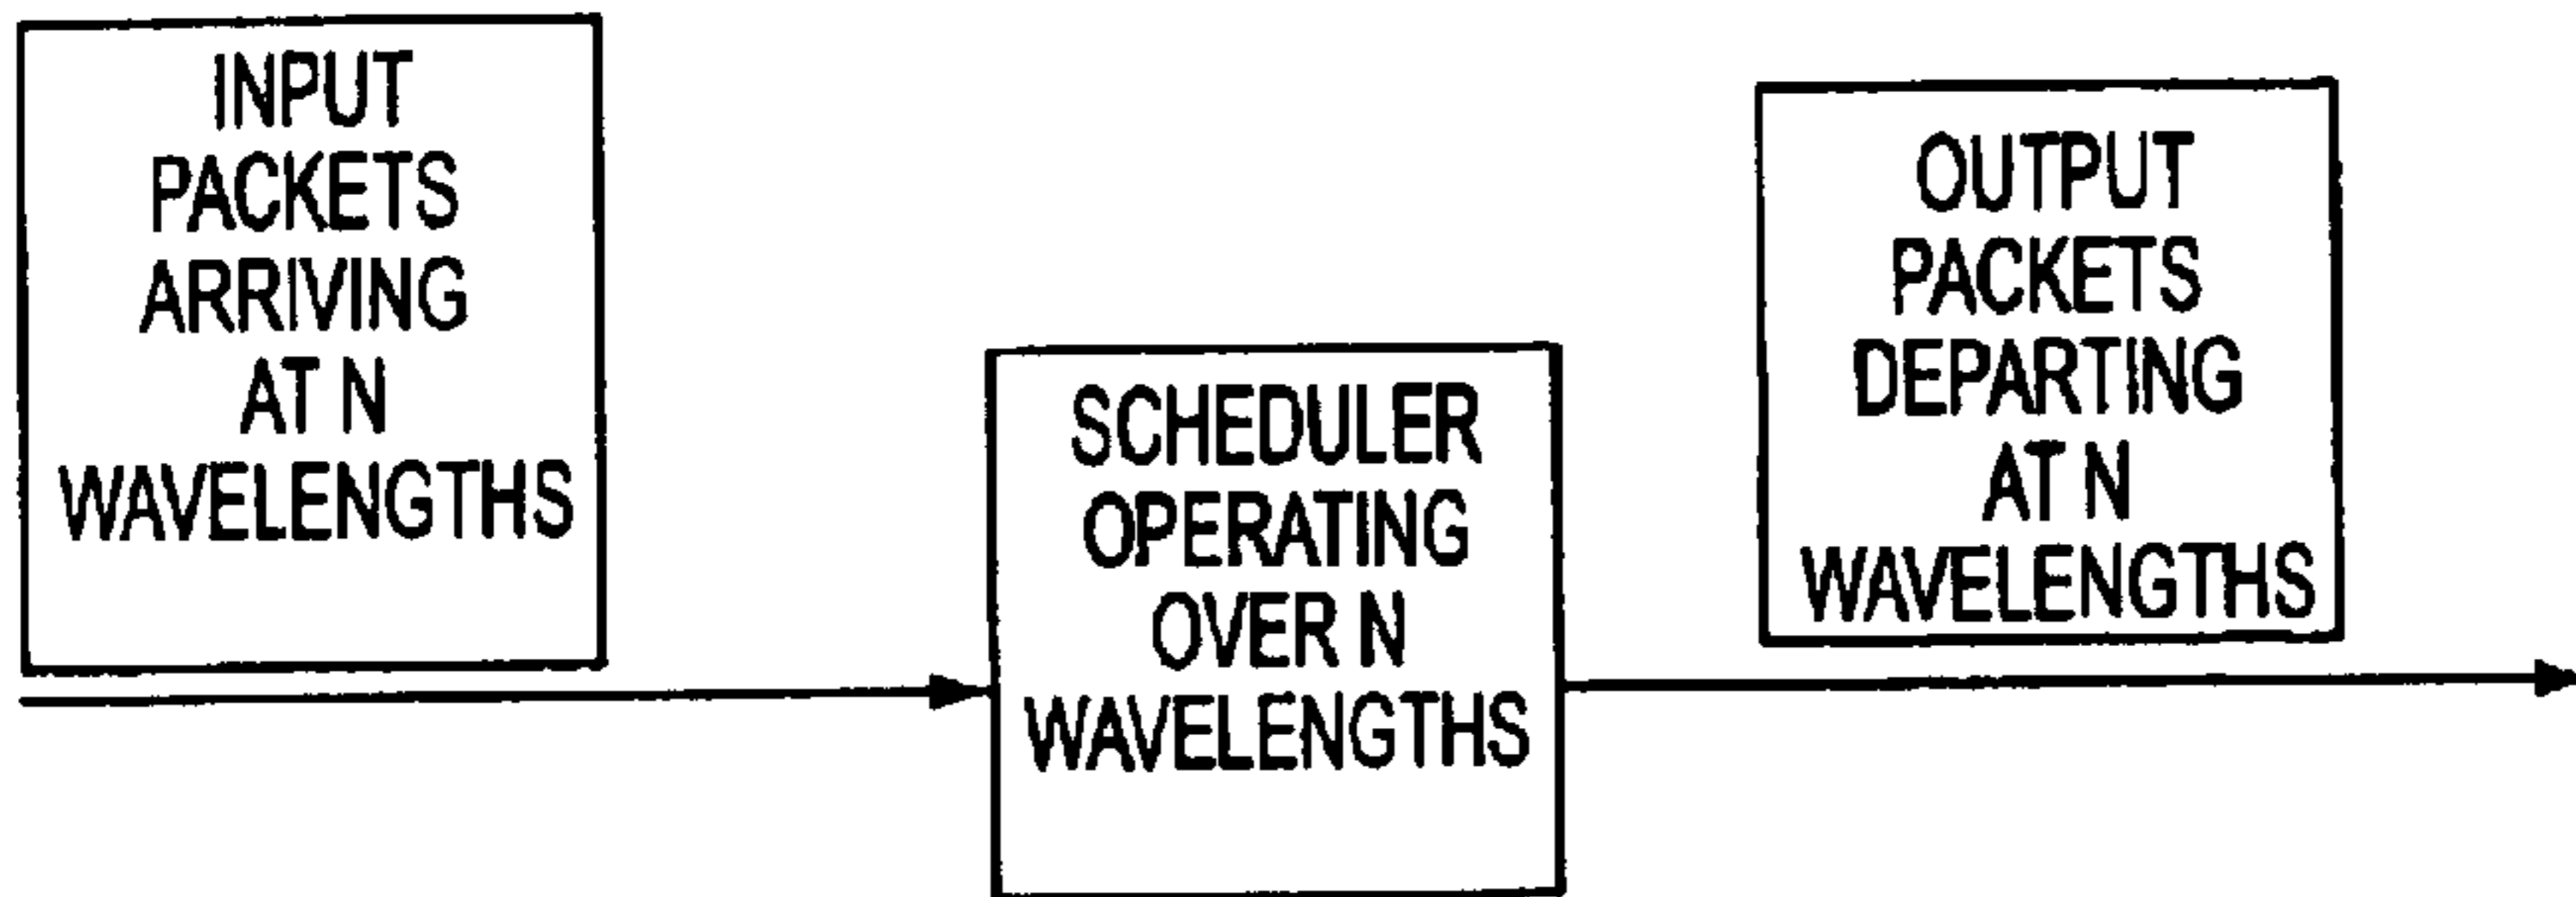 INPUT
PACKETS
ARRIVING
AT N
WAVELENGTHS
SCHEDULER
OPERATING
OVER N
WAVELENGTHS
OUTPUT
PACKETS
DEPARTING
AT N
WAVELENGTHS